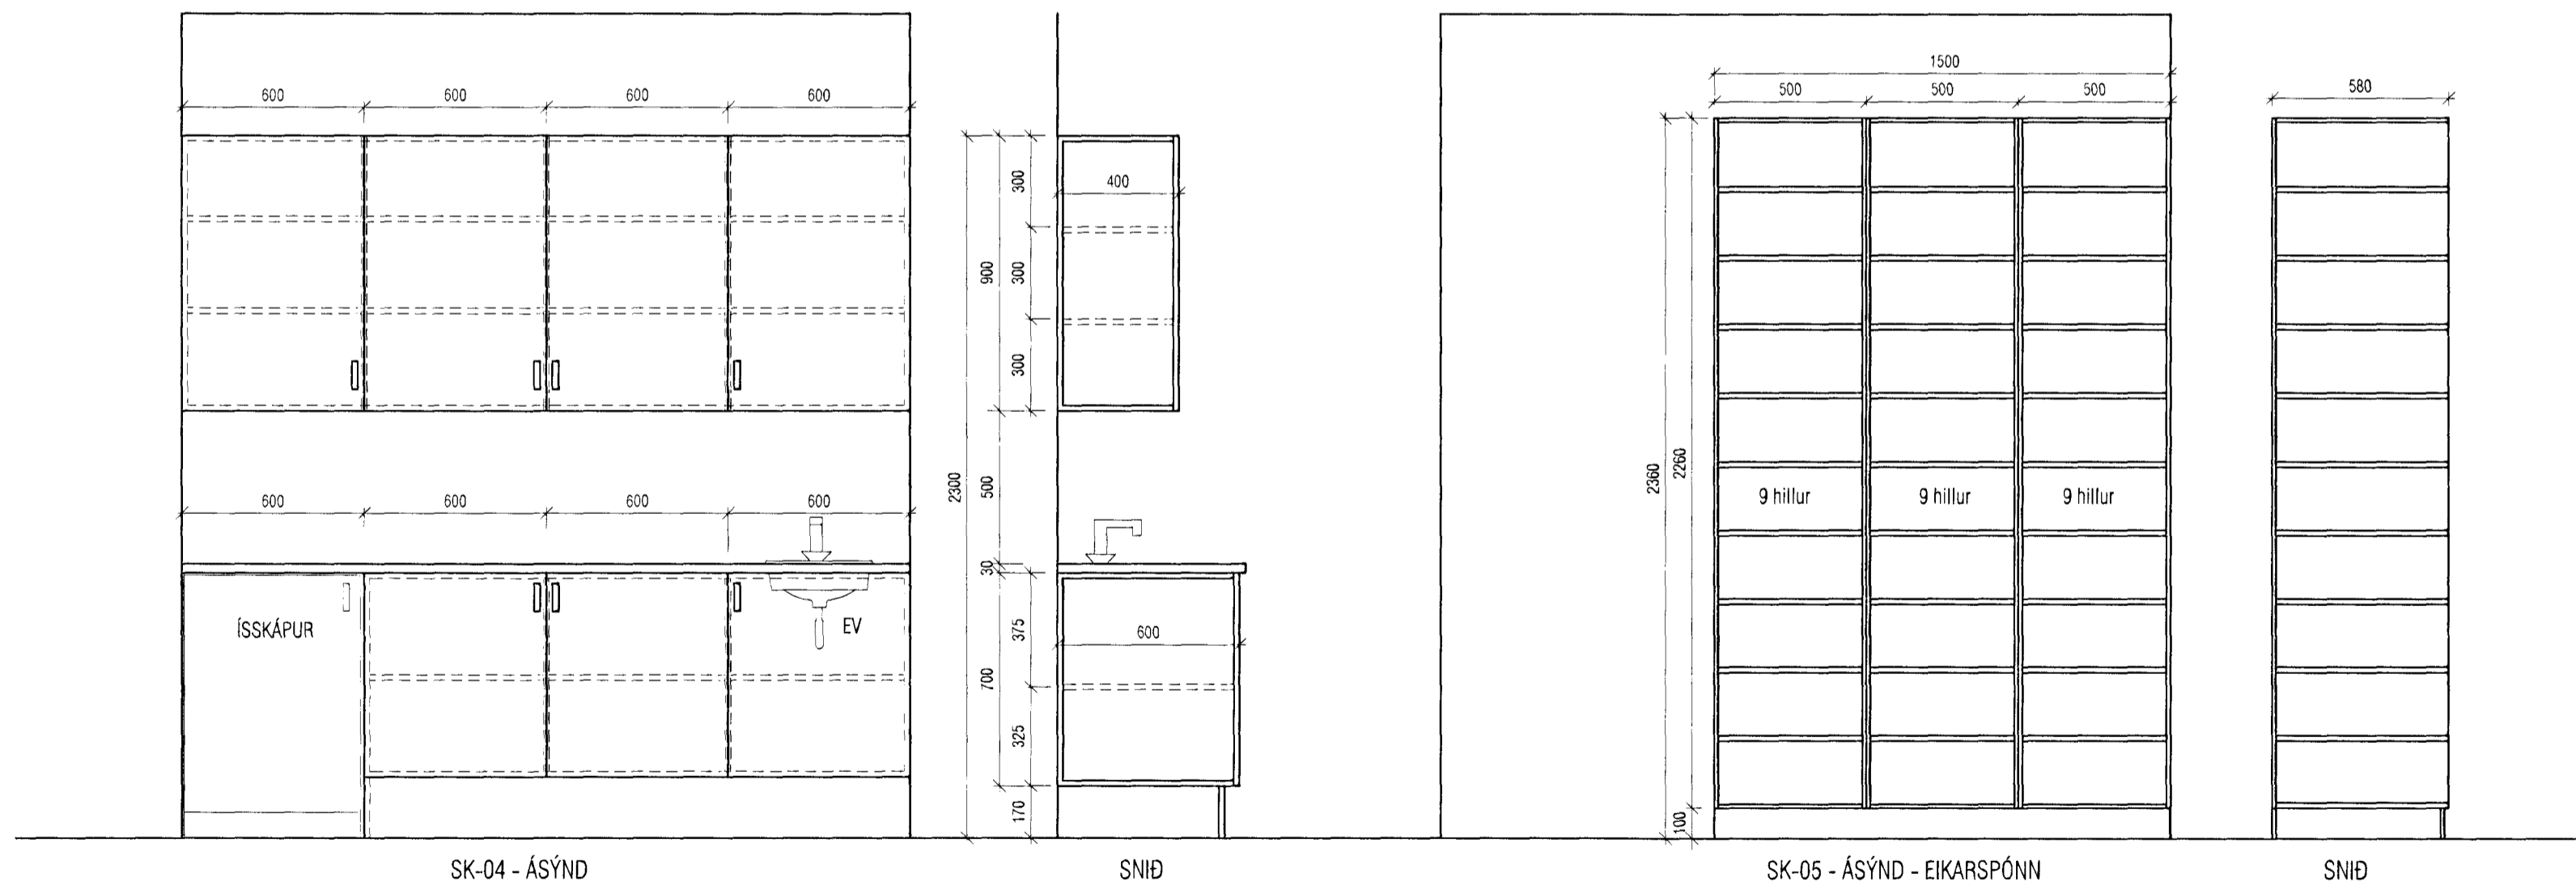 600 600 600 600
900
300
300
300
400
2300
500
600 600 600 600
30
ÍSSKÁPUR
EV
700
375
325
600
170
SK-04 - ÁSÝND
SNIÐ
1500
500 500 500
580
2360
2260
9 hillur 9 hillur 9 hillur
100
SK-05 - ÁSÝND - EIKARSPÓNN
SNIÐ